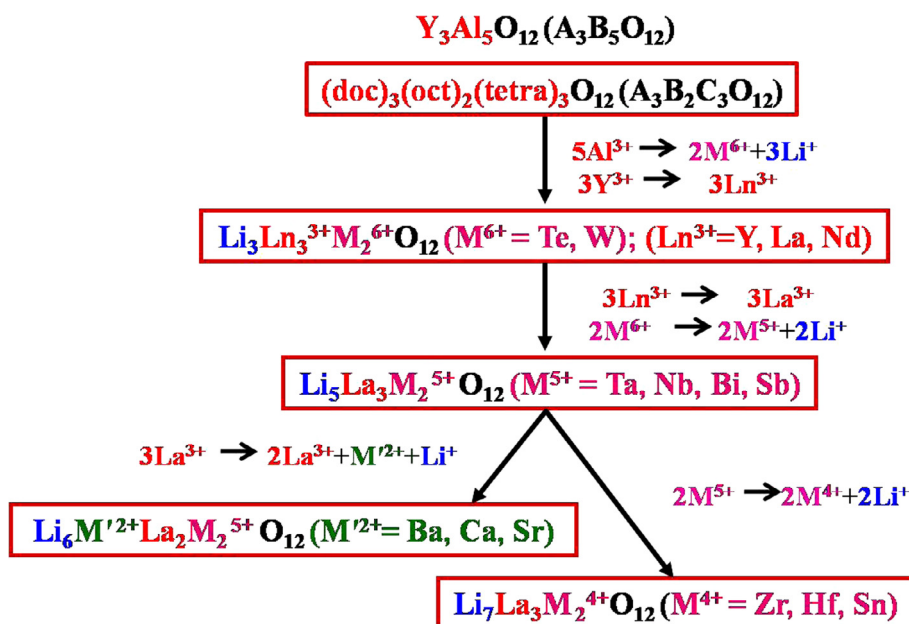 Y₃Al₅O₁₂(A₃B₅O₁₂)
(doc)₃(oct)₂(tetra)₃O₁₂(A₃B₂C₃O₁₂)
5Al³⁺ → 2M⁶⁺+3Li⁺
3Y³⁺ → 3Ln³⁺
Li₃Ln₃³⁺M₂⁶⁺O₁₂(M⁶⁺ = Te, W); (Ln³⁺=Y, La, Nd)
3Ln³⁺ → 3La³⁺
2M⁶⁺ → 2M⁵⁺+2Li⁺
Li₅La₃M₂⁵⁺O₁₂(M⁵⁺ = Ta, Nb, Bi, Sb)
3La³⁺ → 2La³⁺+M′²⁺+Li⁺
2M⁵⁺→2M⁴⁺+2Li⁺
Li₆M′²⁺La₂M₂⁵⁺O₁₂(M′²⁺= Ba, Ca, Sr)
Li₇La₃M₂⁴⁺O₁₂(M⁴⁺ = Zr, Hf, Sn)